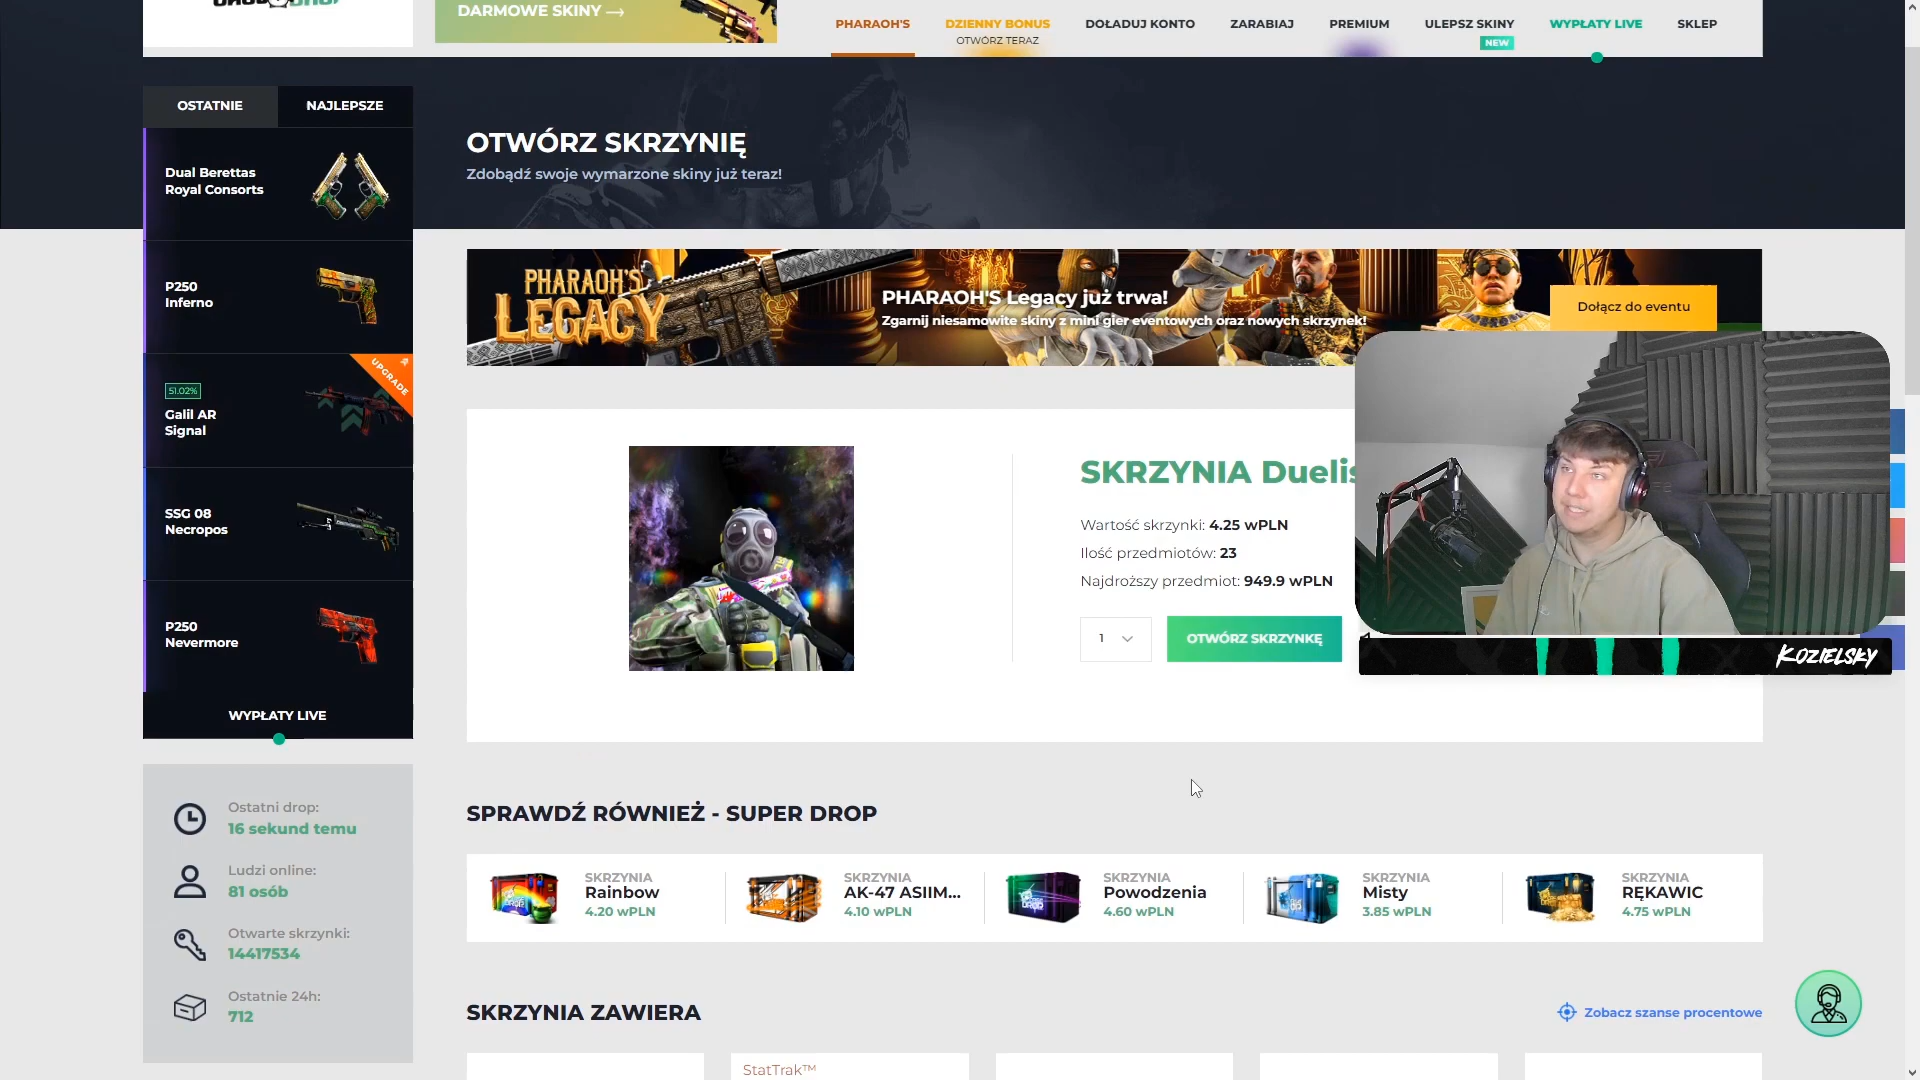 DARMOWE SKINY →
PHARAOH'S
DZIENNY BONUS
OTWÓRZ TERAZ
DOŁADUJ KONTO
ZARABIAJ
PREMIUM
ULEPSZ SKINY
NEW
WYPŁATY LIVE
SKLEP
OSTATNIE
NAJLEPSZE
Dual Berettas
Royal Consorts
P250
Inferno
UPGRADE
51.02%
Galil AR
Signal
SSG 08
Necropos
P250
Nevermore
WYPŁATY LIVE
Ostatni drop:
16 sekund temu
Ludzi online:
81 osób
Otwarte skrzynki:
14417534
Ostatnie 24h:
712
OTWÓRZ SKRZYNIĘ
Zdobądź swoje wymarzone skiny już teraz!
PHARAOH'S
LEGACY
PHARAOH'S Legacy już trwa!
Zgarnij niesamowite skiny z mini gier eventowych oraz nowych skrzynek!
Dołącz do eventu
SKRZYNIA Duelis
Wartość skrzynki: 4.25 wPLN
Ilość przedmiotów: 23
Najdroższy przedmiot: 949.9 wPLN
1
OTWÓRZ SKRZYNKĘ
KOZIELSKY
SPRAWDŹ RÓWNIEŻ - SUPER DROP
SKRZYNIA
Rainbow
4.20 wPLN
SKRZYNIA
AK-47 ASIIM...
4.10 wPLN
SKRZYNIA
Powodzenia
4.60 wPLN
SKRZYNIA
Misty
3.85 wPLN
SKRZYNIA
RĘKAWIC
4.75 wPLN
SKRZYNIA ZAWIERA
Zobacz szanse procentowe
StatTrak™